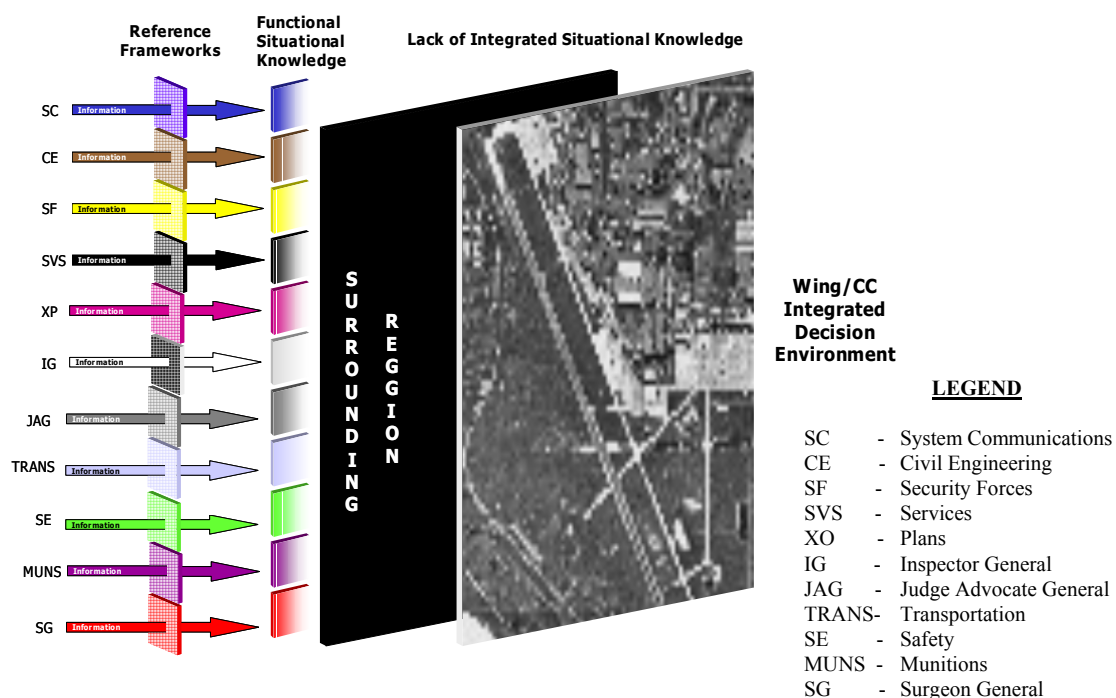 Reference
Frameworks
Functional
Situational
Knowledge
Lack of Integrated Situational Knowledge
SC Information
CE Information
SF Information
SVS Information
XP Information
IG Information
JAG Information
TRANS Information
SE Information
MUNS Information
SG Information
SURROUNDING
REGGION
Wing/CC
Integrated
Decision
Environment
LEGEND
SC - System Communications
CE - Civil Engineering
SF - Security Forces
SVS - Services
XO - Plans
IG - Inspector General
JAG - Judge Advocate General
TRANS- Transportation
SE - Safety
MUNS - Munitions
SG - Surgeon General